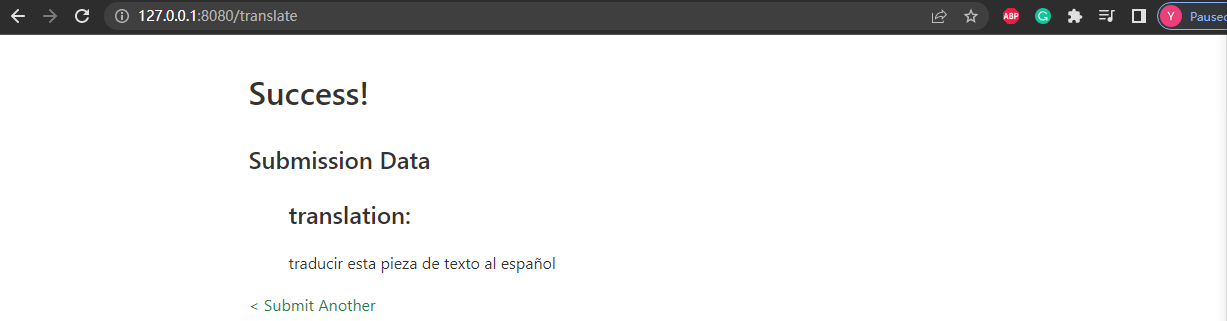 127.0.0.1:8080/translate
ABP
G
Y
Paused
Success!
Submission Data
translation:
traducir esta pieza de texto al español
< Submit Another